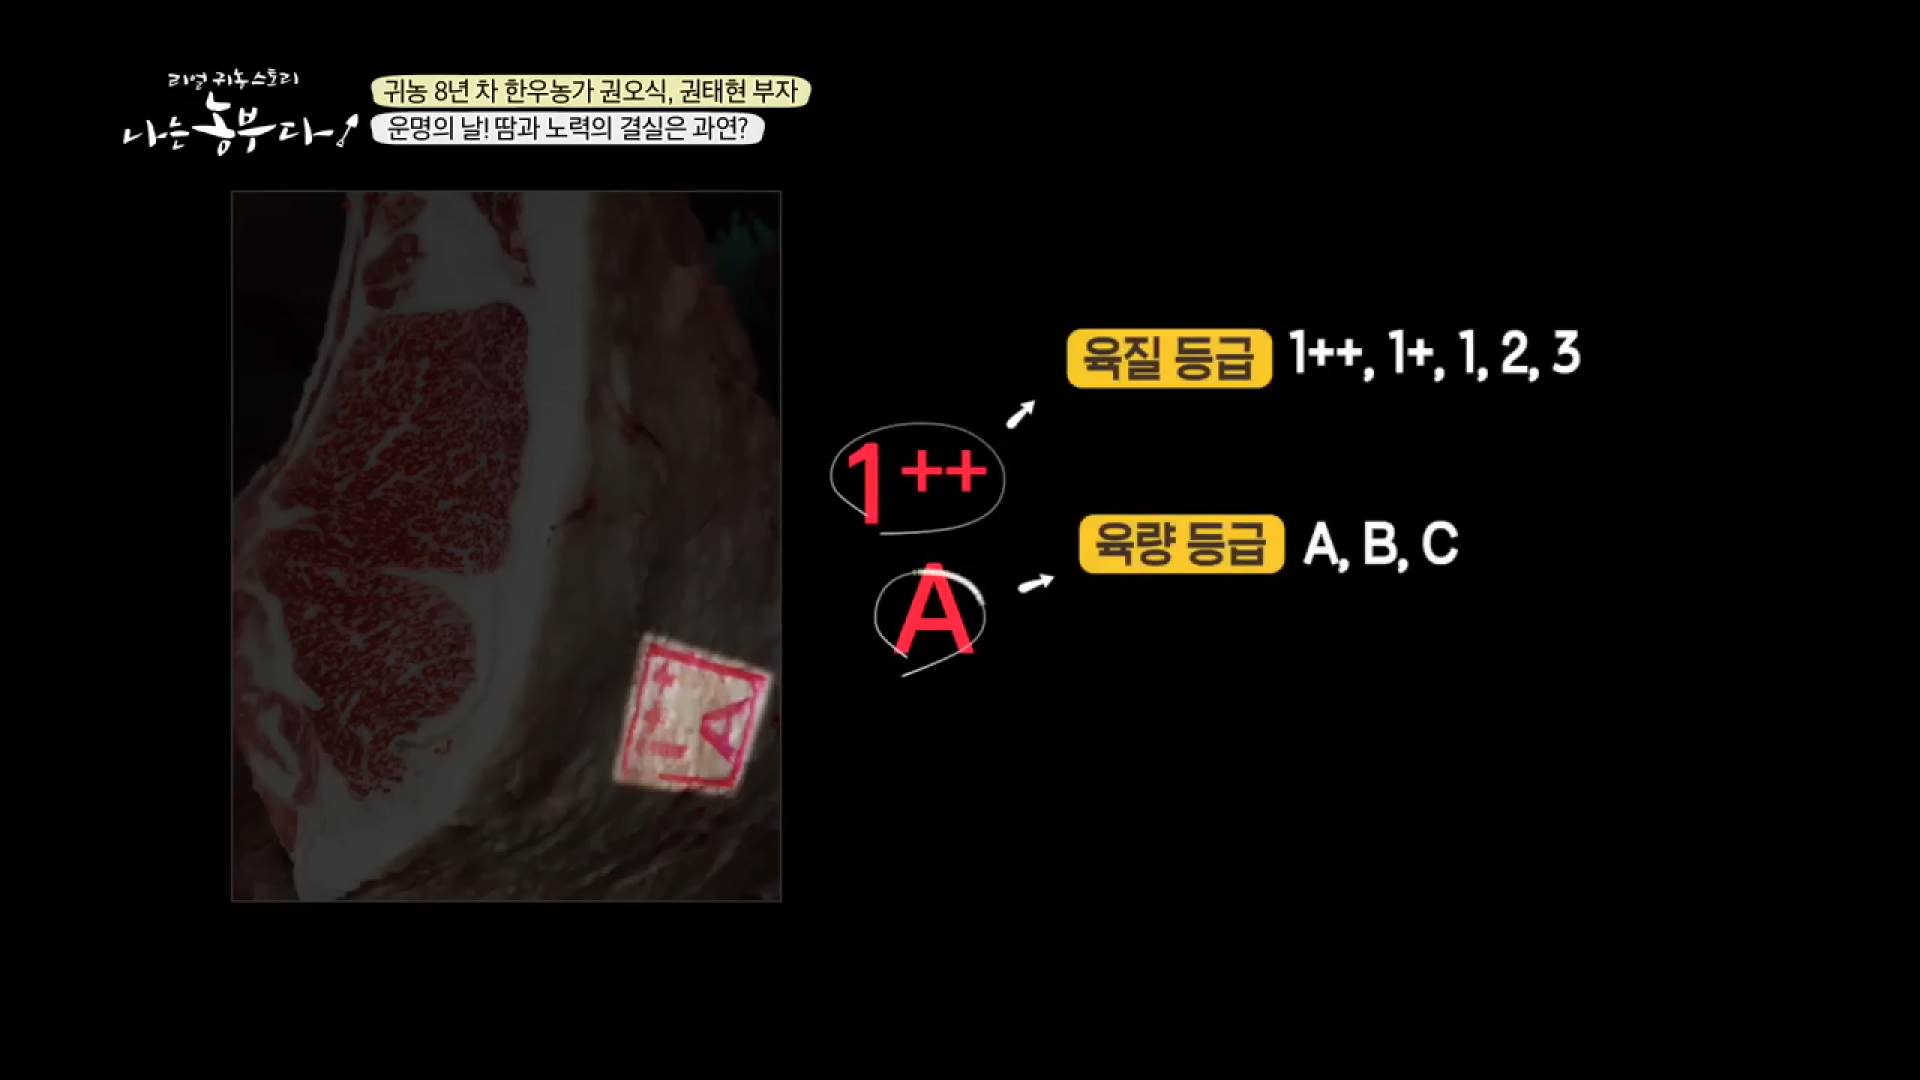 리얼 귀농 스토리
나는 농부다
귀농 8년 차 한우농가 권오식, 권태현 부자
운명의 날! 땀과 노력의 결실은 과연?
육질 등급 1++, 1+, 1, 2, 3
1++
육량 등급 A, B, C
A
1++
A